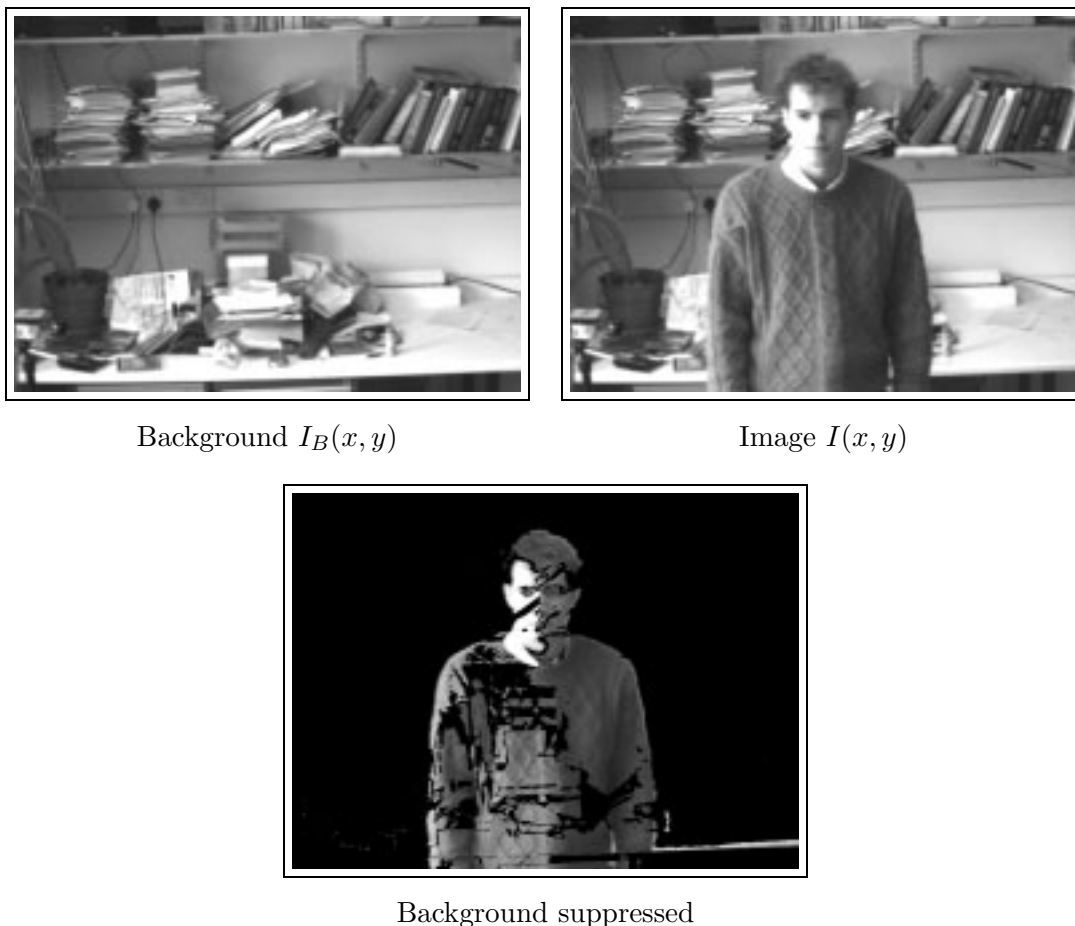 Background $I_B(x, y)$
Image $I(x, y)$
Background suppressed